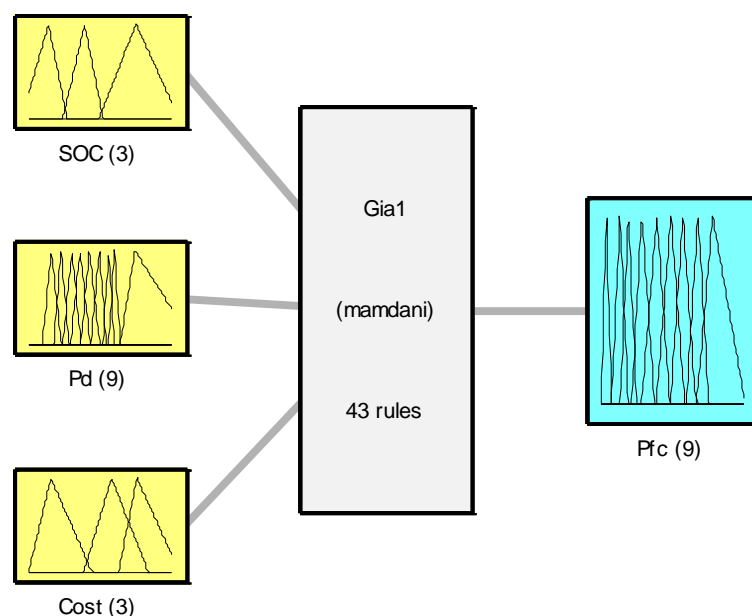 SOC (3)
Pd (9)
Cost (3)
Gia1
(mamdani)
43 rules
Pfc (9)